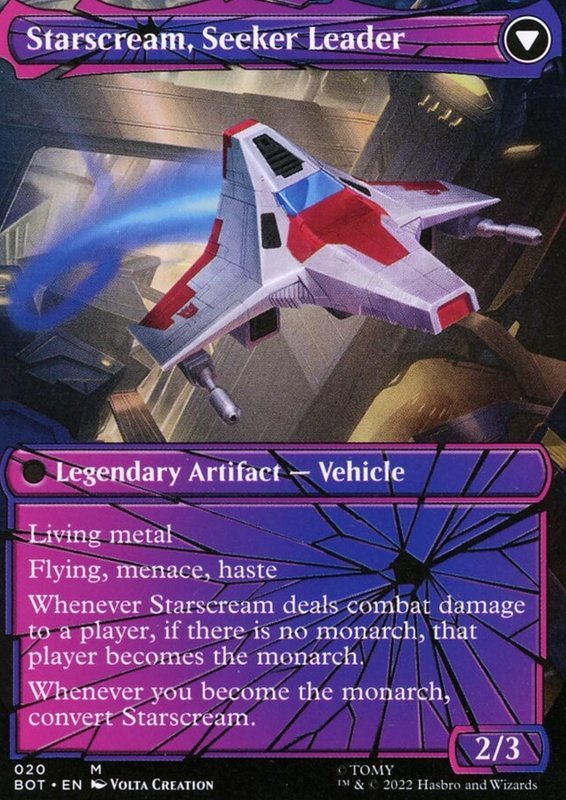 Starscream, Seeker Leader
Legendary Artifact — Vehicle
Living metal
Flying, menace, haste
Whenever Starscream deals combat damage
to a player, if there is no monarch, that
player becomes the monarch.
Whenever you become the monarch,
convert Starscream.
2/3
020 M
BOT • EN VOLTA CREATION
© TOMY
™ & © 2022 Hasbro and Wizards